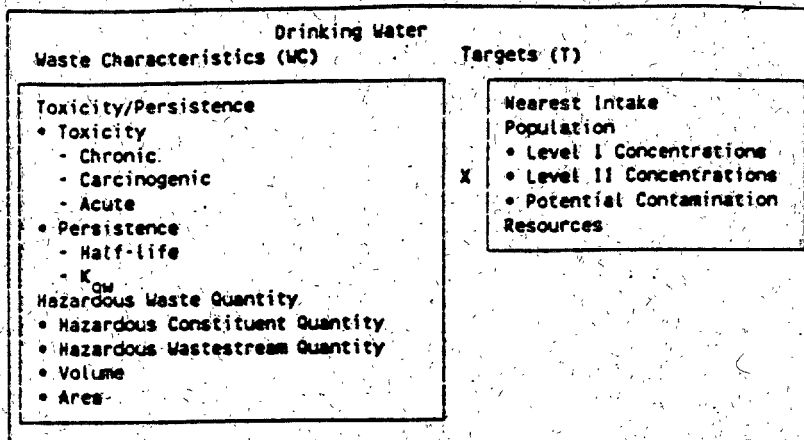 Drinking Water
Waste Characteristics (WC)
Targets (T)
Toxicity/Persistence
• Toxicity
- Chronic
- Carcinogenic
- Acute
• Persistence
- Half-life
- Kow
Hazardous Waste Quantity
• Hazardous Constituent Quantity
• Hazardous Wastestream Quantity
• Volume
• Area
X
Nearest Intake
Population
• Level I Concentrations
• Level II Concentrations
• Potential Contamination
Resources